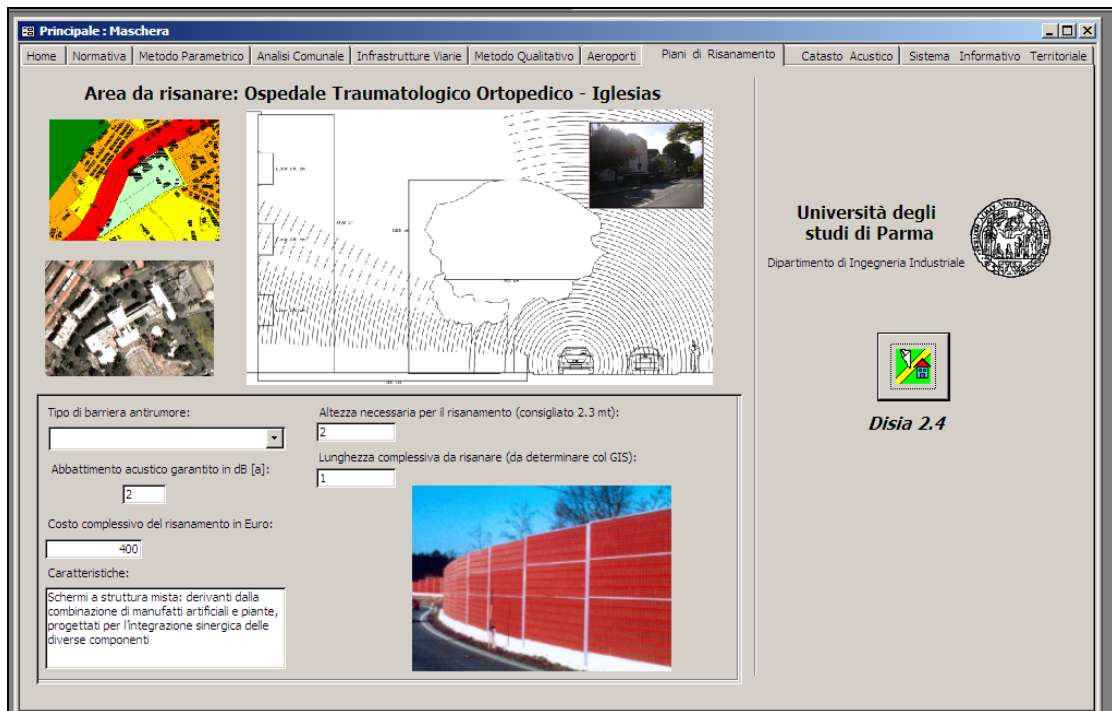 Principale : Maschera
Home Normativa Metodo Parametrico Analisi Comunale Infrastrutture Viarie Metodo Qualitativo Aeroporti Piani di Risanamento Catasto Acustico Sistema Informativo Territoriale
Area da risanare: Ospedale Traumatologico Ortopedico - Iglesias
Università degli
studi di Parma
Dipartimento di Ingegneria Industriale
Disia 2.4
Tipo di barriera antirumore:
Altezza necessaria per il risanamento (consigliato 2.3 mt):
2
Lunghezza complessiva da risanare (da determinare col GIS):
1
Abbattimento acustico garantito in dB [a]:
2
Costo complessivo del risanamento in Euro:
400
Caratteristiche:
Schermi a struttura mista: derivanti dalla
combinazione di manufatti artificiali e piante,
progettati per l'integrazione sinergica delle
diverse componenti